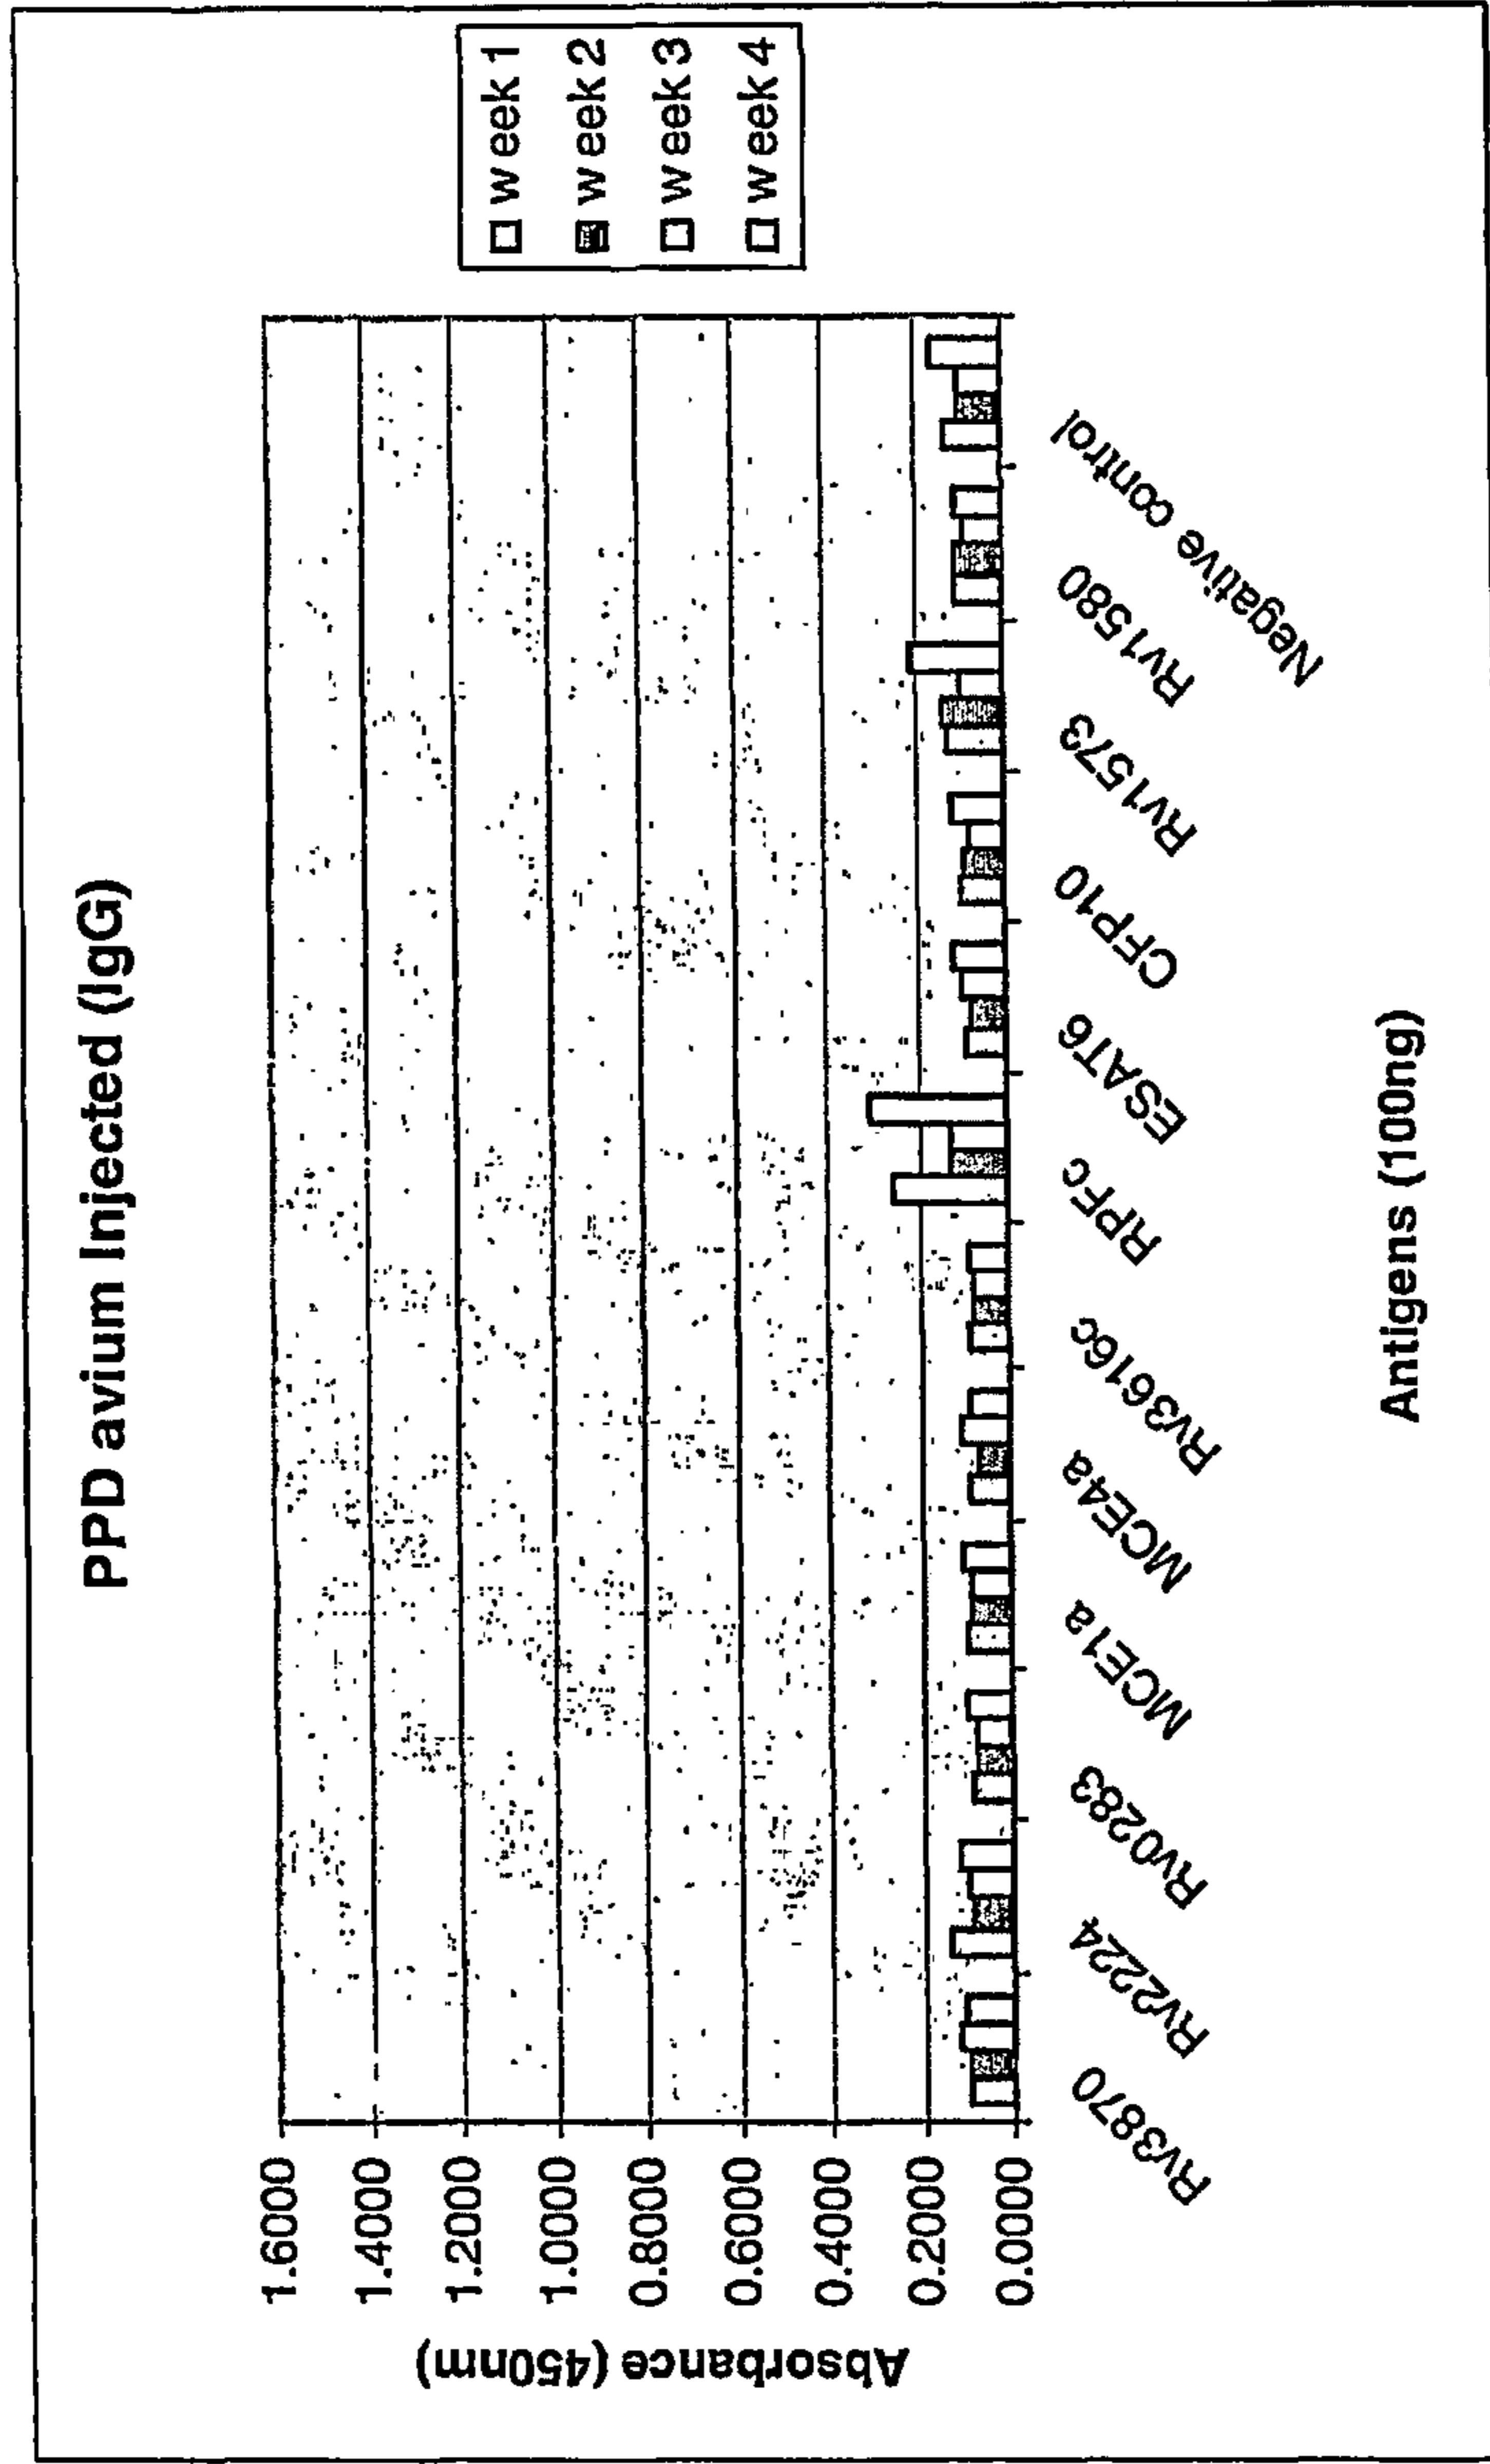 PPD avium Injected (IgG)
Absorbance (450nm)
1.6000
1.4000
1.2000
1.0000
0.8000
0.6000
0.4000
0.2000
0.0000
Rv3870
Rv2224
Rv0283
MCE1a
MCE4a
Rv3616c
RPFc
ESAT6
CFP10
Rv1573
Rv1580
Negative control
Antigens (100ng)
week 1
week 2
week 3
week 4